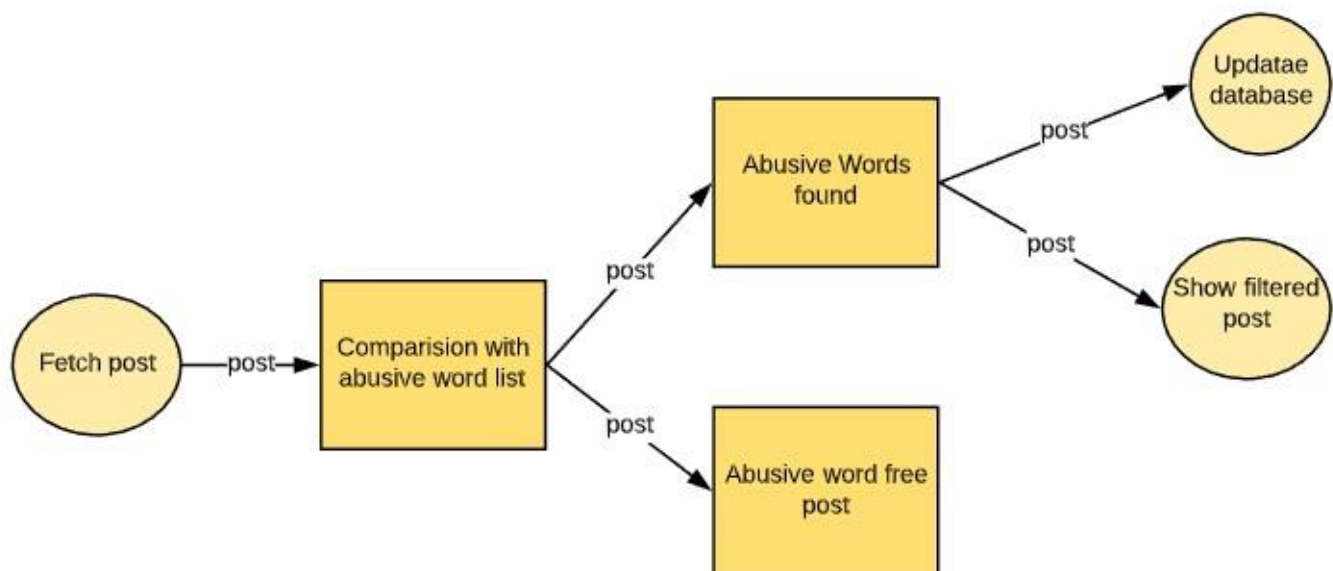 Fetch post
post
Comparision with
abusive word list
post
post
Abusive Words
found
Abusive word free
post
post
post
Updatae
database
Show filtered
post